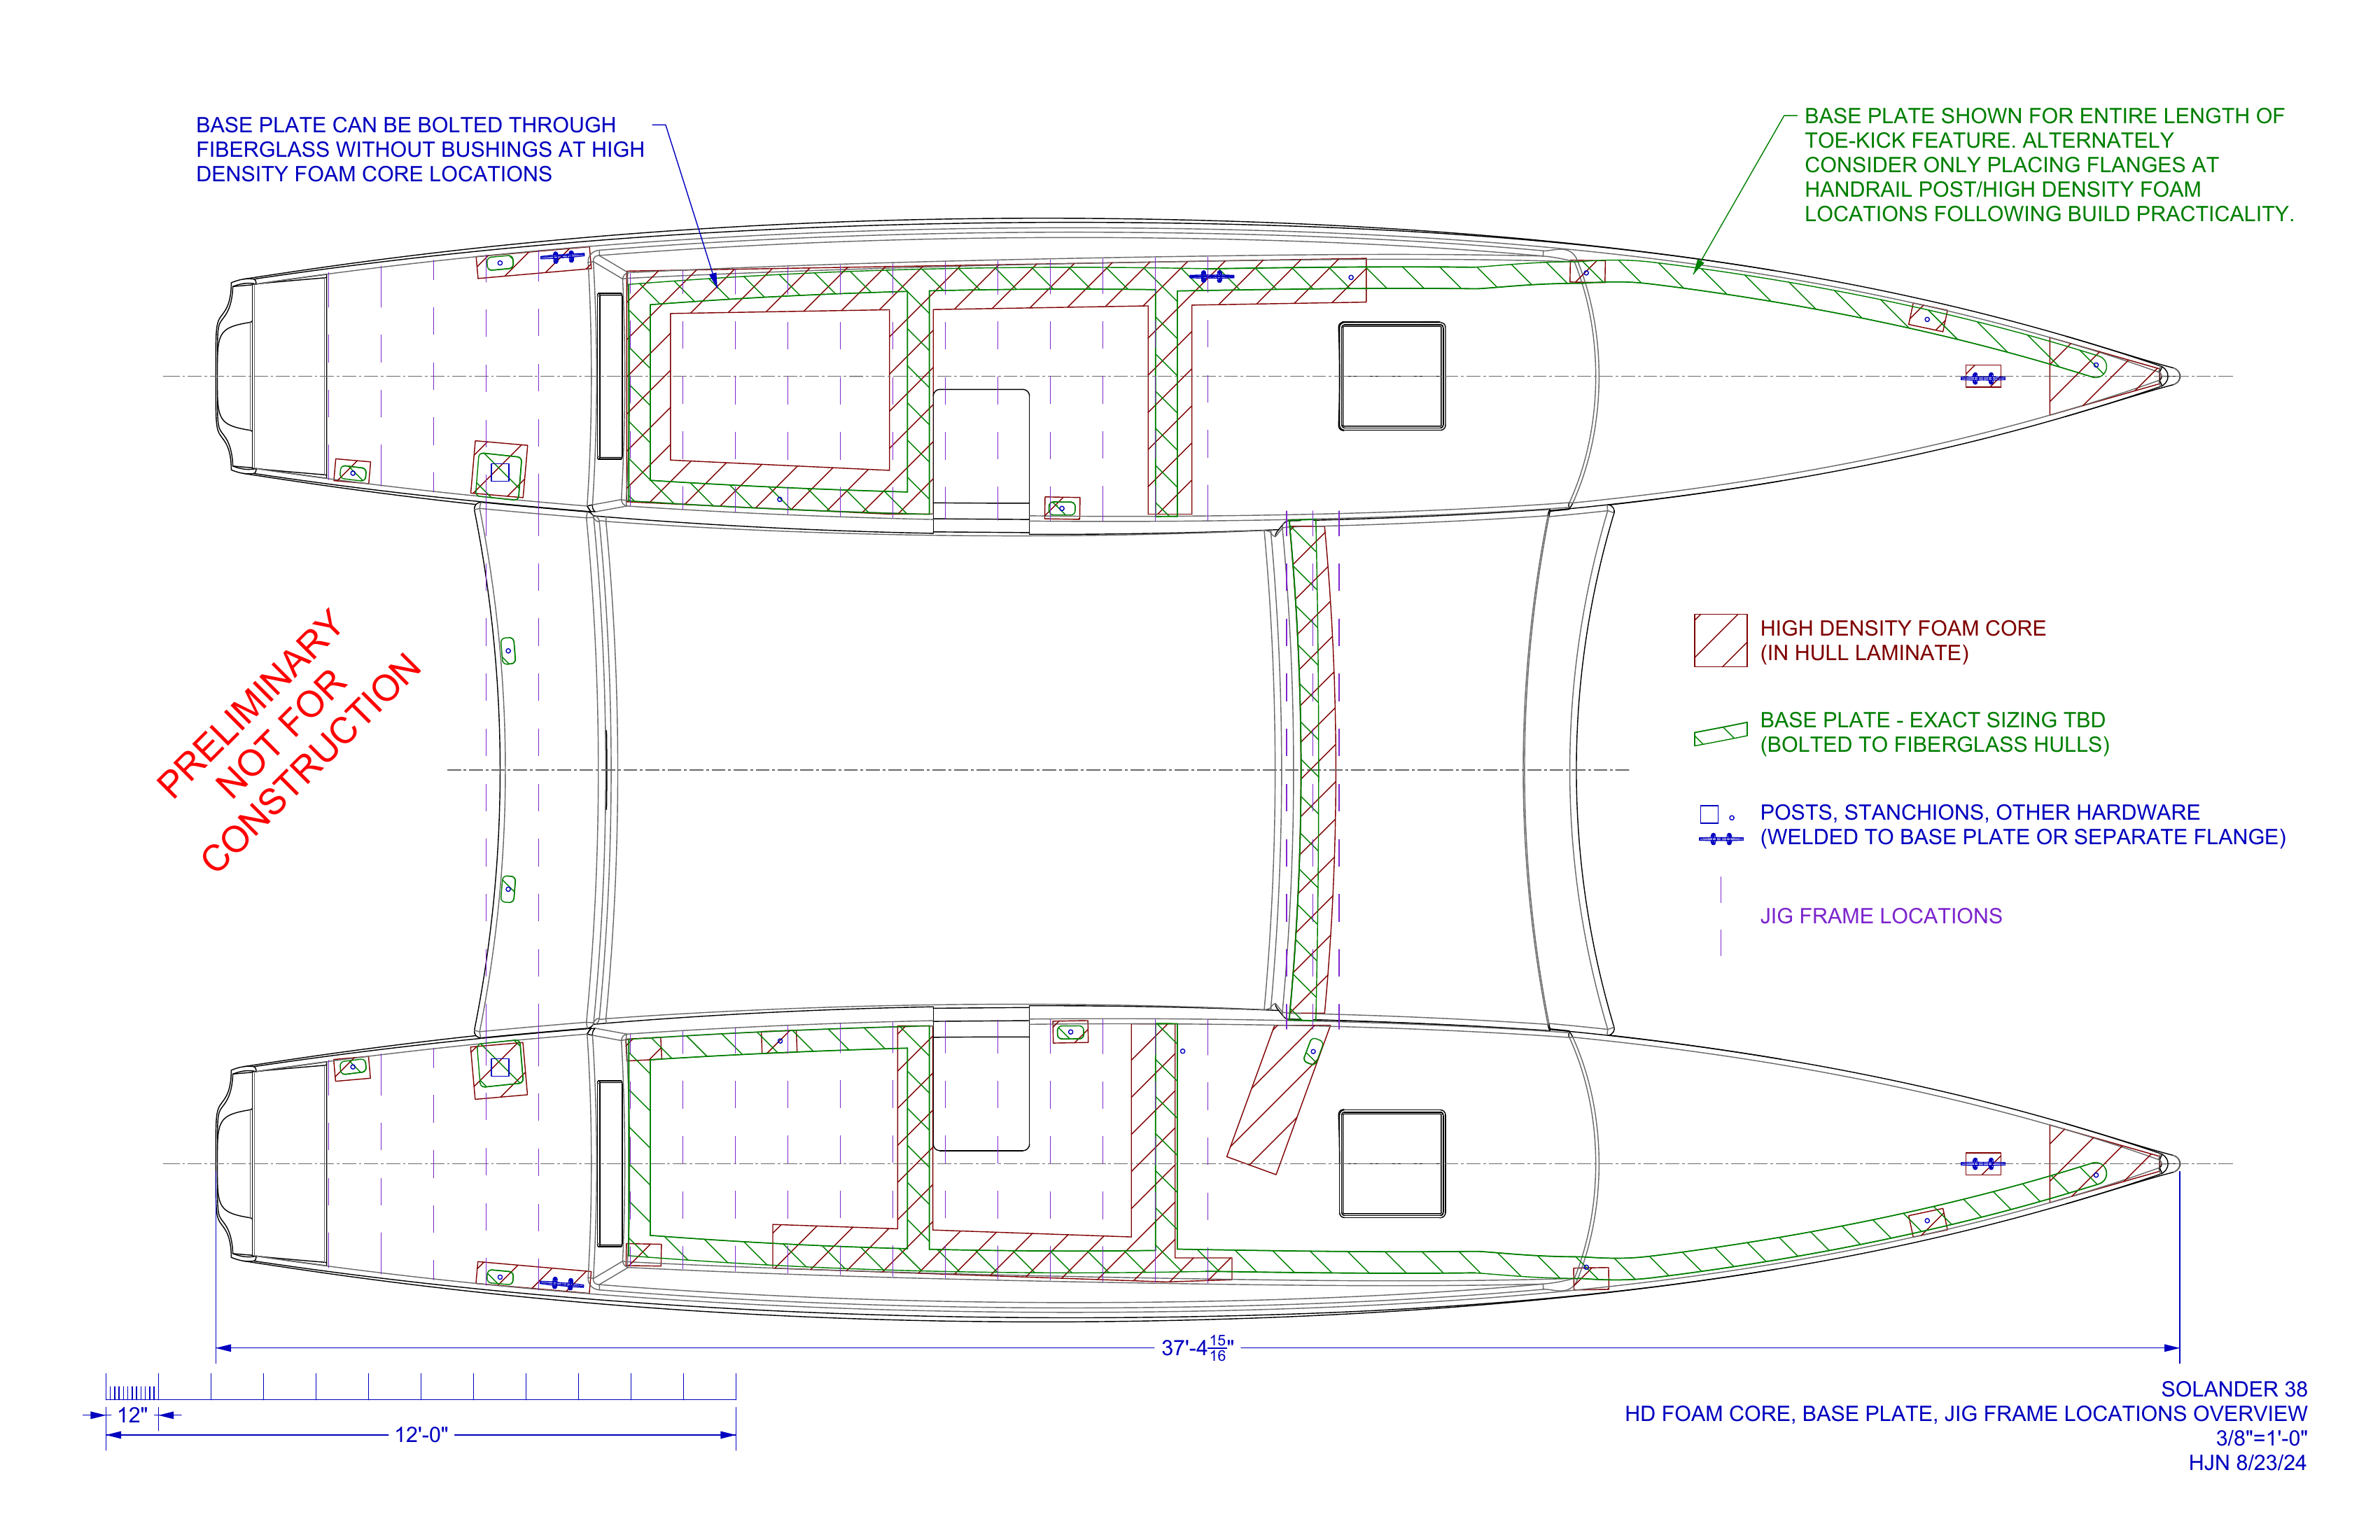 BASE PLATE CAN BE BOLTED THROUGH
FIBERGLASS WITHOUT BUSHINGS AT HIGH
DENSITY FOAM CORE LOCATIONS
BASE PLATE SHOWN FOR ENTIRE LENGTH OF
TOE-KICK FEATURE. ALTERNATELY
CONSIDER ONLY PLACING FLANGES AT
HANDRAIL POST/HIGH DENSITY FOAM
LOCATIONS FOLLOWING BUILD PRACTICALITY.
PRELIMINARY
NOT FOR
CONSTRUCTION
HIGH DENSITY FOAM CORE
(IN HULL LAMINATE)
BASE PLATE - EXACT SIZING TBD
(BOLTED TO FIBERGLASS HULLS)
POSTS, STANCHIONS, OTHER HARDWARE
(WELDED TO BASE PLATE OR SEPARATE FLANGE)
JIG FRAME LOCATIONS
37'-4 15/16"
12"
12'-0"
SOLANDER 38
HD FOAM CORE, BASE PLATE, JIG FRAME LOCATIONS OVERVIEW
3/8"=1'-0"
HJN 8/23/24